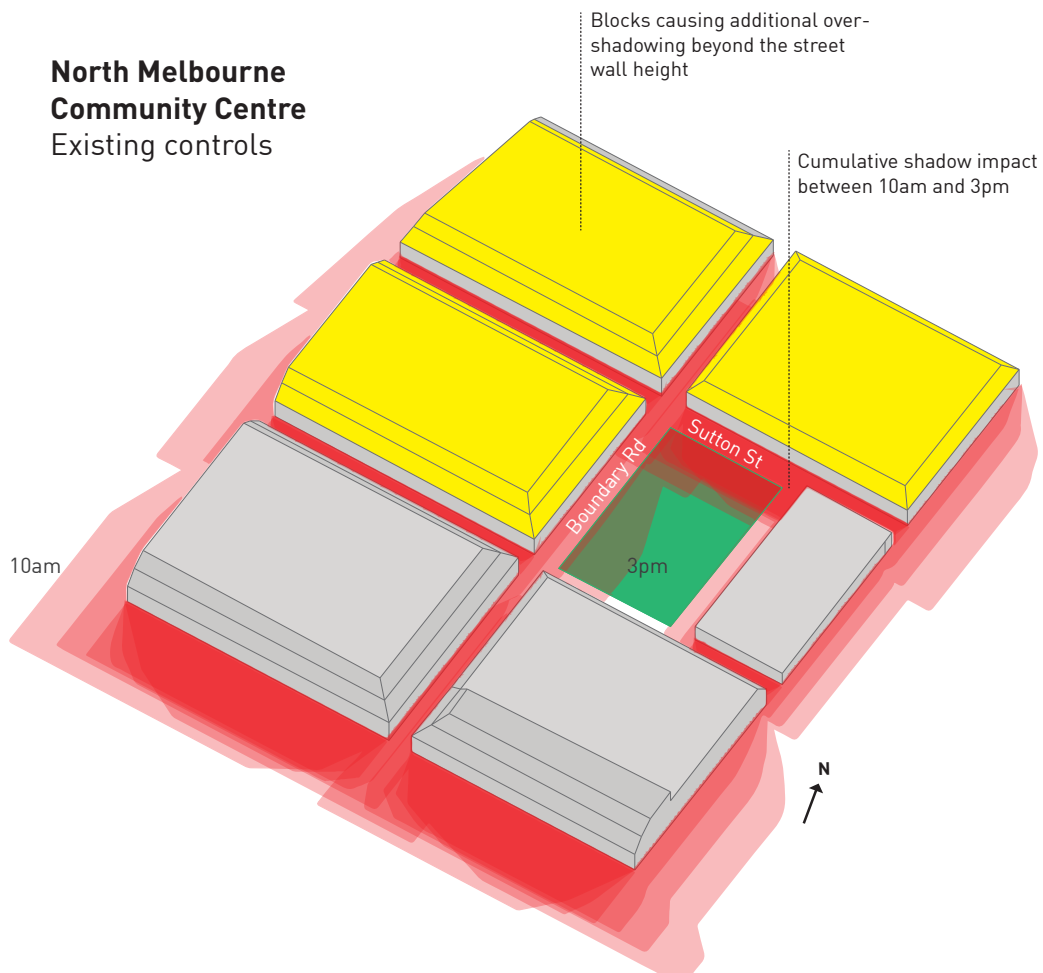 Blocks causing additional over-
shadowing beyond the street
wall height
North Melbourne
Community Centre
Existing controls
Cumulative shadow impact
between 10am and 3pm
Sutton St
Boundary Rd
10am
3pm
N